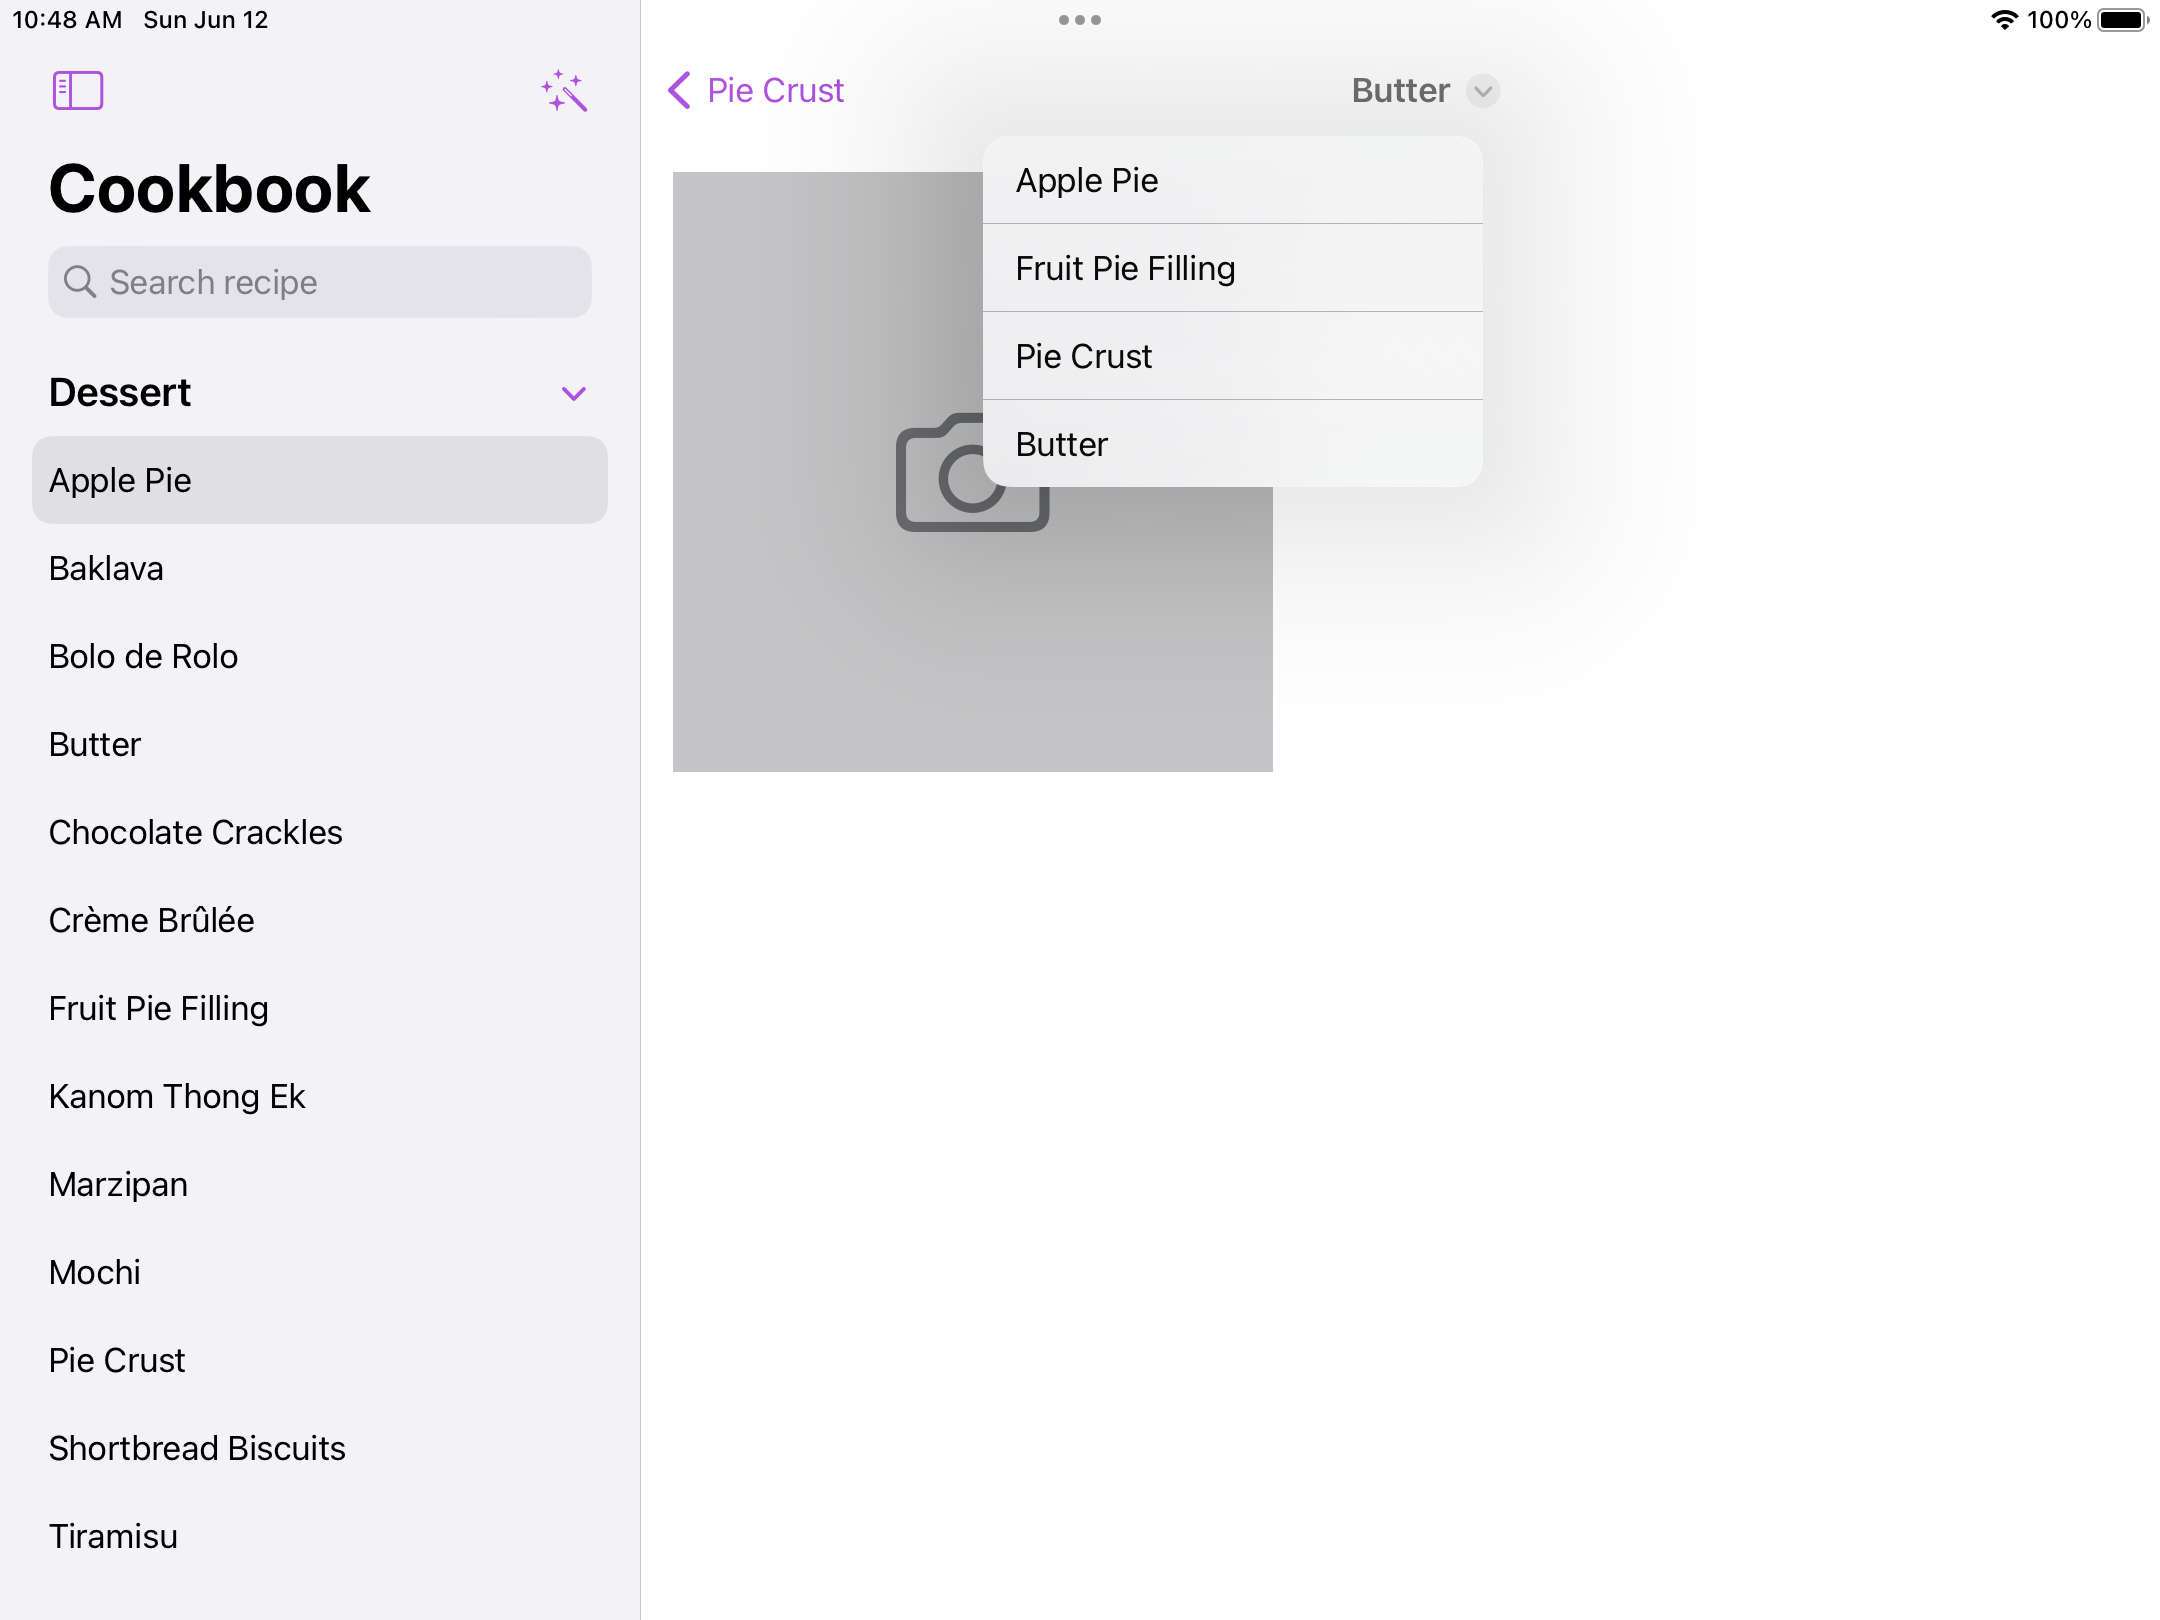 10:48 AM Sun Jun 12
100%
Cookbook
Search recipe
Dessert
Apple Pie
Baklava
Bolo de Rolo
Butter
Chocolate Crackles
Crème Brûlée
Fruit Pie Filling
Kanom Thong Ek
Marzipan
Mochi
Pie Crust
Shortbread Biscuits
Tiramisu
Pie Crust
Butter
Apple Pie
Fruit Pie Filling
Pie Crust
Butter